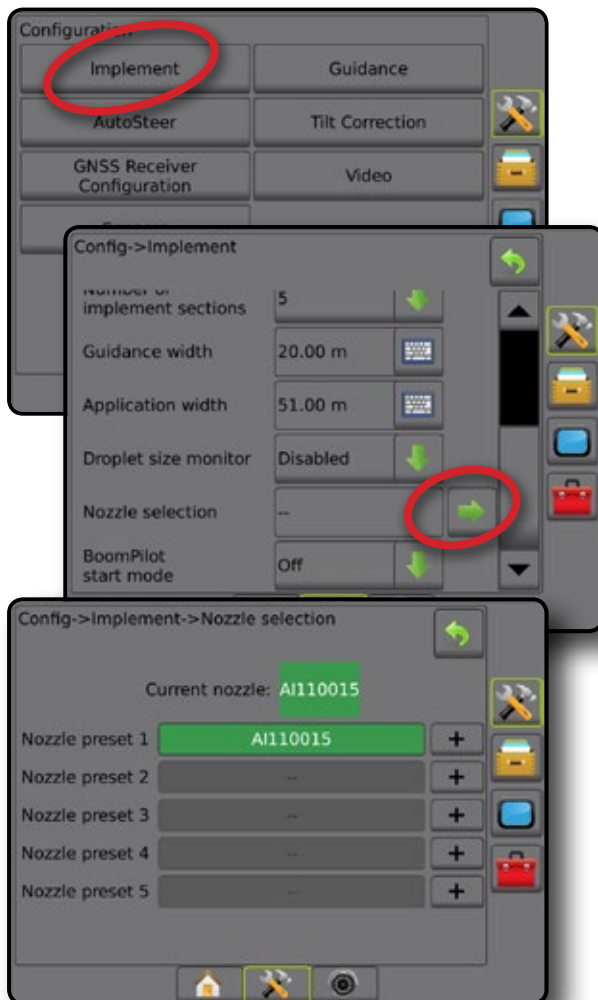 Configuration
Implement
Guidance
AutoSteer
Tilt Correction
GNSS Receiver
Configuration
Video
Config->Implement
Number of
implement sections
5
Guidance width
20.00 m
Application width
51.00 m
Droplet size monitor
Disabled
Nozzle selection
--
BoomPilot
start mode
Off
Config->Implement->Nozzle selection
Current nozzle: AI110015
Nozzle preset 1 AI110015 +
Nozzle preset 2 -- +
Nozzle preset 3 -- +
Nozzle preset 4 -- +
Nozzle preset 5 -- +